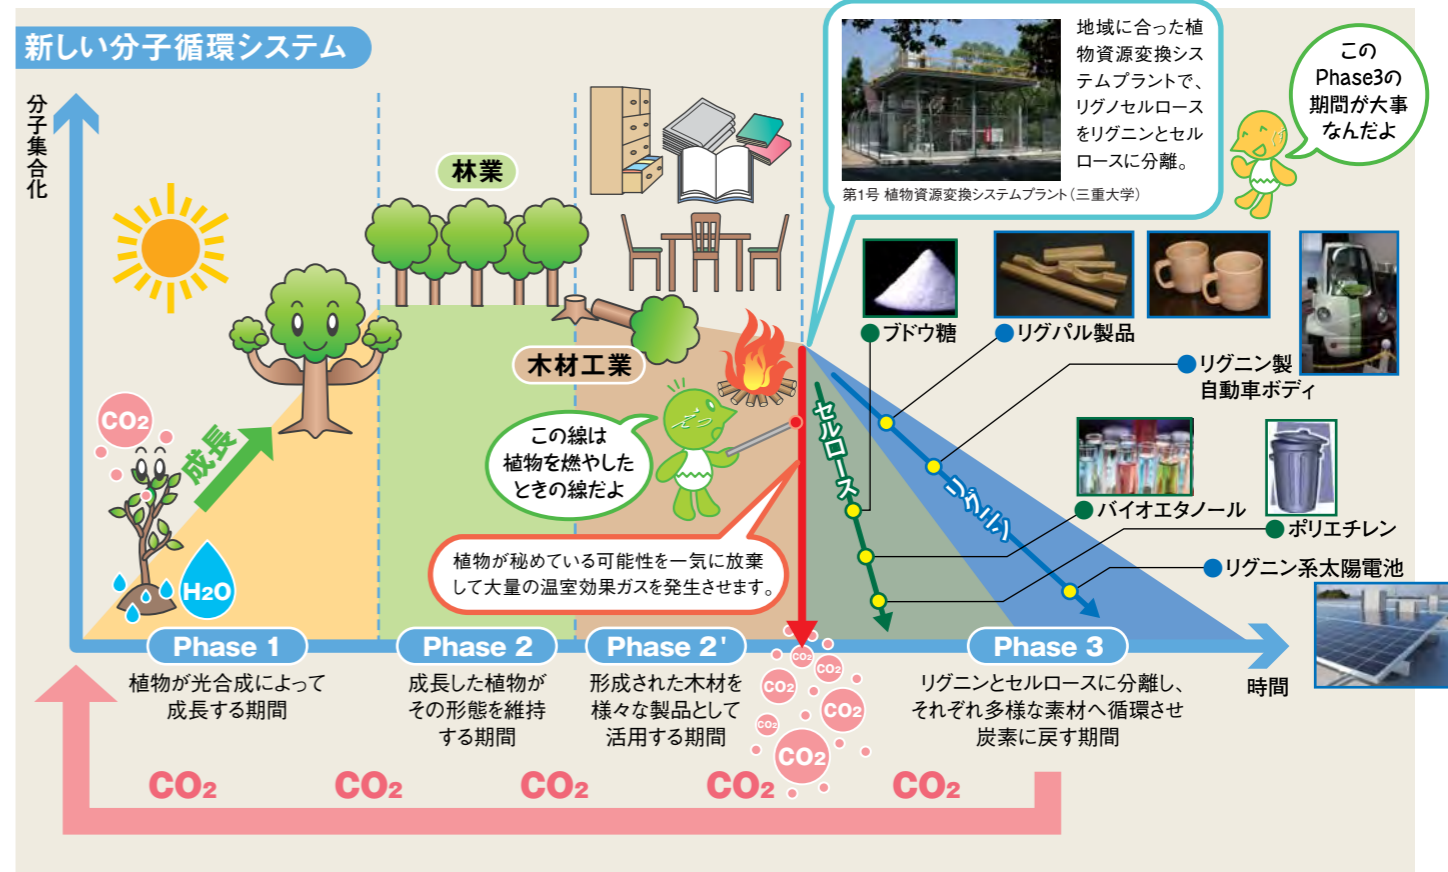 新しい分子循環システム
分子集合化
林業
木材工業
地域に合った植
物資源変換シス
テムプラントで、
リグノセルロース
をリグニンとセル
ロースに分離。
第1号 植物資源変換システムプラント（三重大学）
この
Phase3の
期間が大事
なんだよ
CO2
成長
H2O
この線は
植物を燃やした
ときの線だよ
植物が秘めている可能性を一気に放棄
して大量の温室効果ガスを発生させます。
セルロース
リグニン
ブドウ糖
リグパル製品
リグニン製
自動車ボディ
バイオエタノール
ポリエチレン
リグニン系太陽電池
Phase 1
植物が光合成によって
成長する期間
Phase 2
成長した植物が
その形態を維持
する期間
Phase 2'
形成された木材を
様々な製品として
活用する期間
CO2
CO2
CO2
CO2
CO2
CO2
Phase 3
リグニンとセルロースに分離し、
それぞれ多様な素材へ循環させ
炭素に戻す期間
時間
CO2 CO2 CO2 CO2 CO2